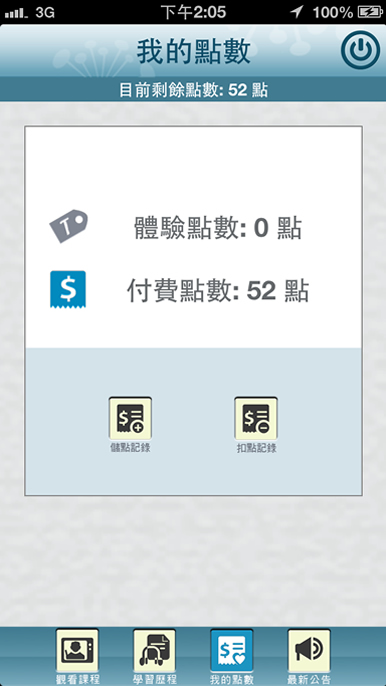 3G 下午2:05 100%
我的點數
目前剩餘點數: 52 點
T 體驗點數: 0 點
$ 付費點數: 52 點
儲點記錄 扣點記錄
觀看課程 學習歷程 我的點數 最新公告